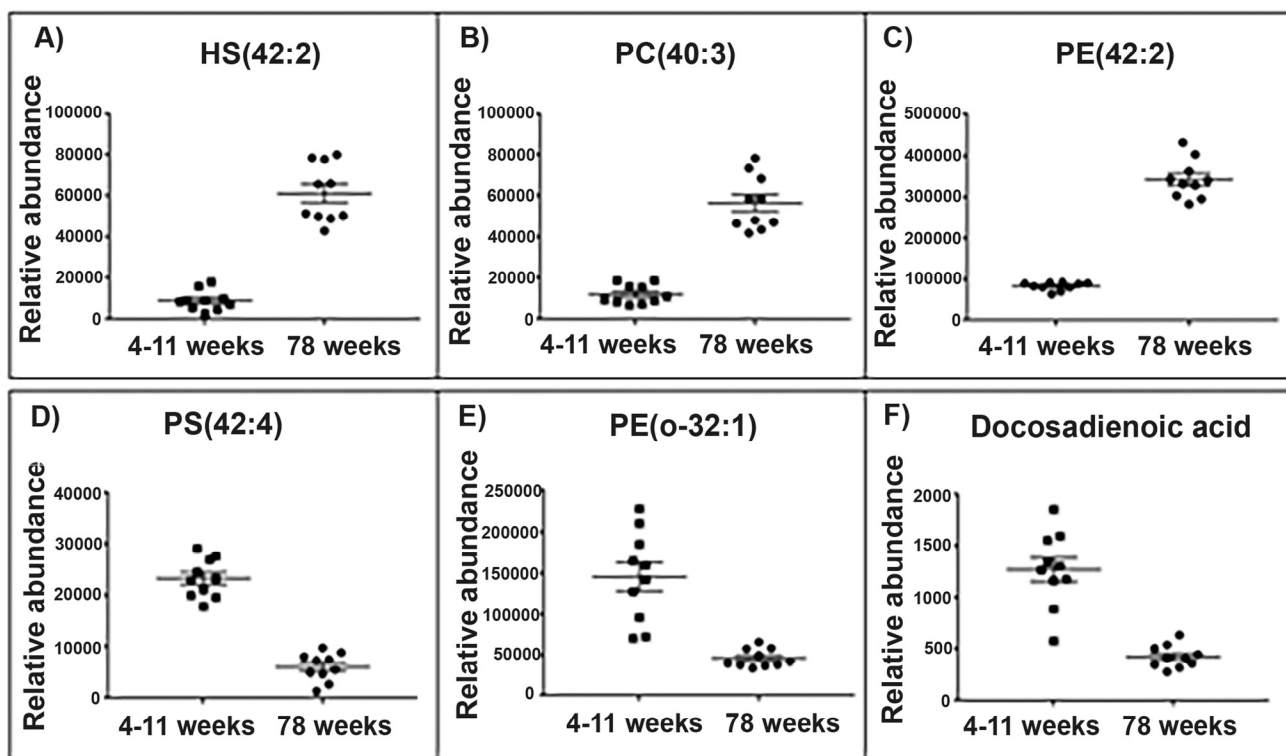 A)
HS(42:2)
Relative abundance
100000
80000
60000
40000
20000
0
4-11 weeks 78 weeks
B)
PC(40:3)
Relative abundance
100000
80000
60000
40000
20000
0
4-11 weeks 78 weeks
C)
PE(42:2)
Relative abundance
500000
400000
300000
200000
100000
0
4-11 weeks 78 weeks
D)
PS(42:4)
Relative abundance
40000
30000
20000
10000
0
4-11 weeks 78 weeks
E)
PE(o-32:1)
Relative abundance
250000
200000
150000
100000
50000
0
4-11 weeks 78 weeks
F)
Docosadienoic acid
Relative abundance
2000
1500
1000
500
0
4-11 weeks 78 weeks